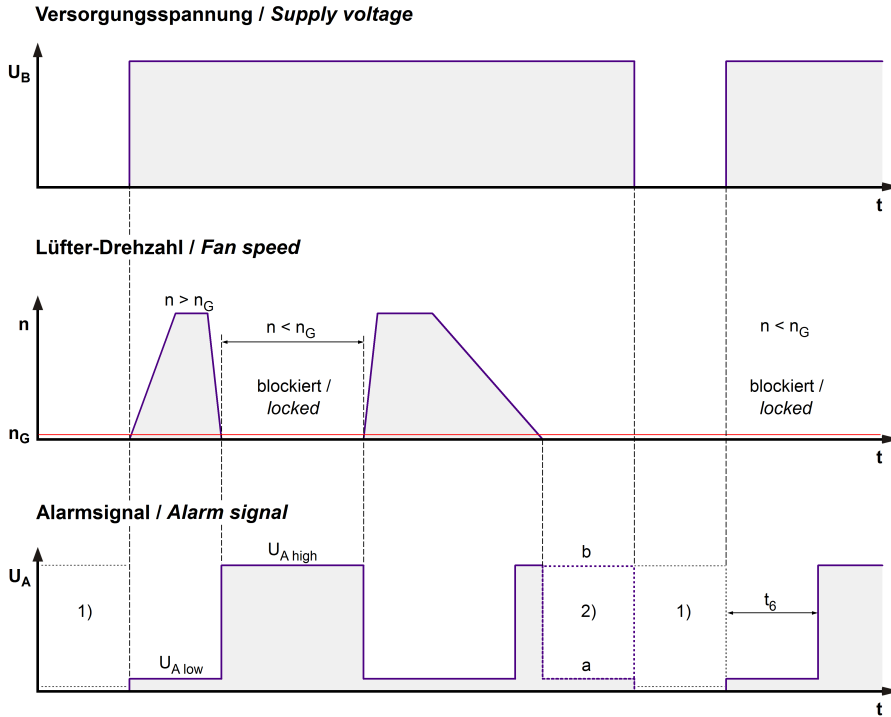 Versorgungsspannung / Supply voltage
U_B
t
Lüfter-Drehzahl / Fan speed
n > n_G
n
n < n_G
n < n_G
blockiert /
locked
blockiert /
locked
n_G
t
Alarmsignal / Alarm signal
U_A high
b
U_A
1)
2)
1)
t_6
U_A low
a
t